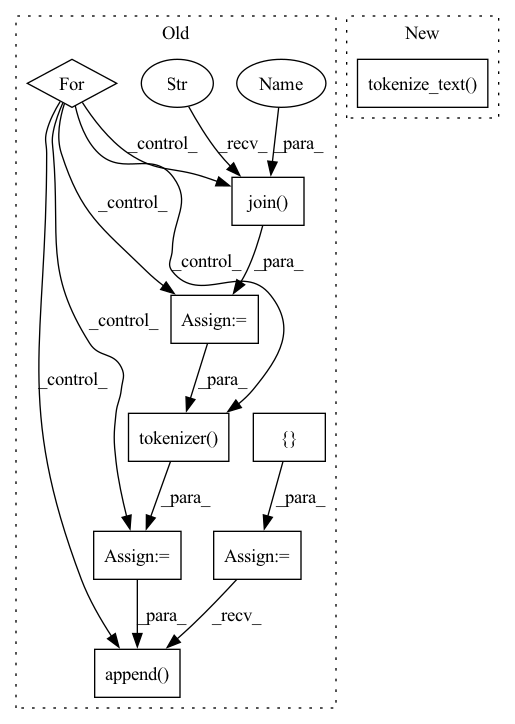 Old
New
For
Str
Name
tokenize_text()
_control_
_recv_
_para_
join()
_control_
_control_
_para_
Assign:=
_control_
_control_
_para_
tokenizer()
{}
_para_
_para_
Assign:=
Assign:=
_para_
_recv_
append()